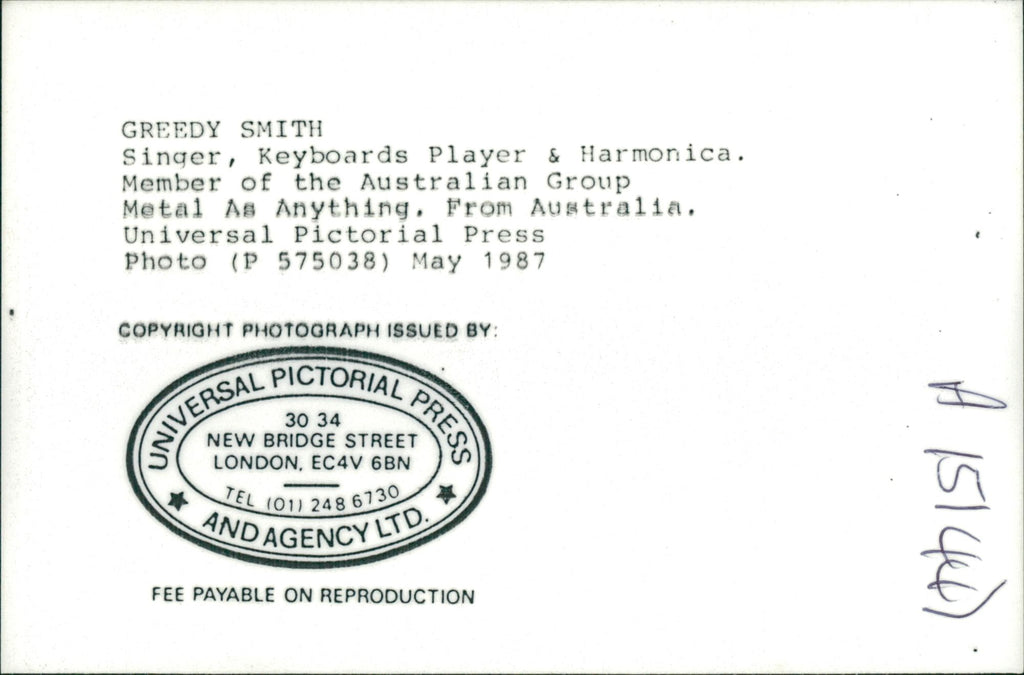 GREEDY SMITH
Singer, Keyboards Player & Harmonica.
Member of the Australian Group
Metal As Anything. From Australia.
Universal Pictorial Press
Photo (P 575038) May 1987
COPYRIGHT PHOTOGRAPH ISSUED BY:
UNIVERSAL PICTORIAL PRESS
30 34
NEW BRIDGE STREET
LONDON, EC4V 6BN
TEL (01) 248 6730
AND AGENCY LTD.
FEE PAYABLE ON REPRODUCTION